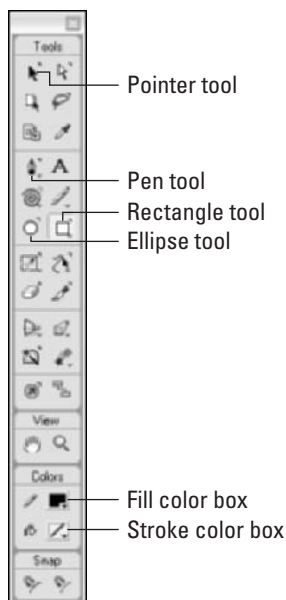 Tools
Pointer tool
A
Pen tool
Rectangle tool
Ellipse tool
View
Colors
Fill color box
Stroke color box
Snap